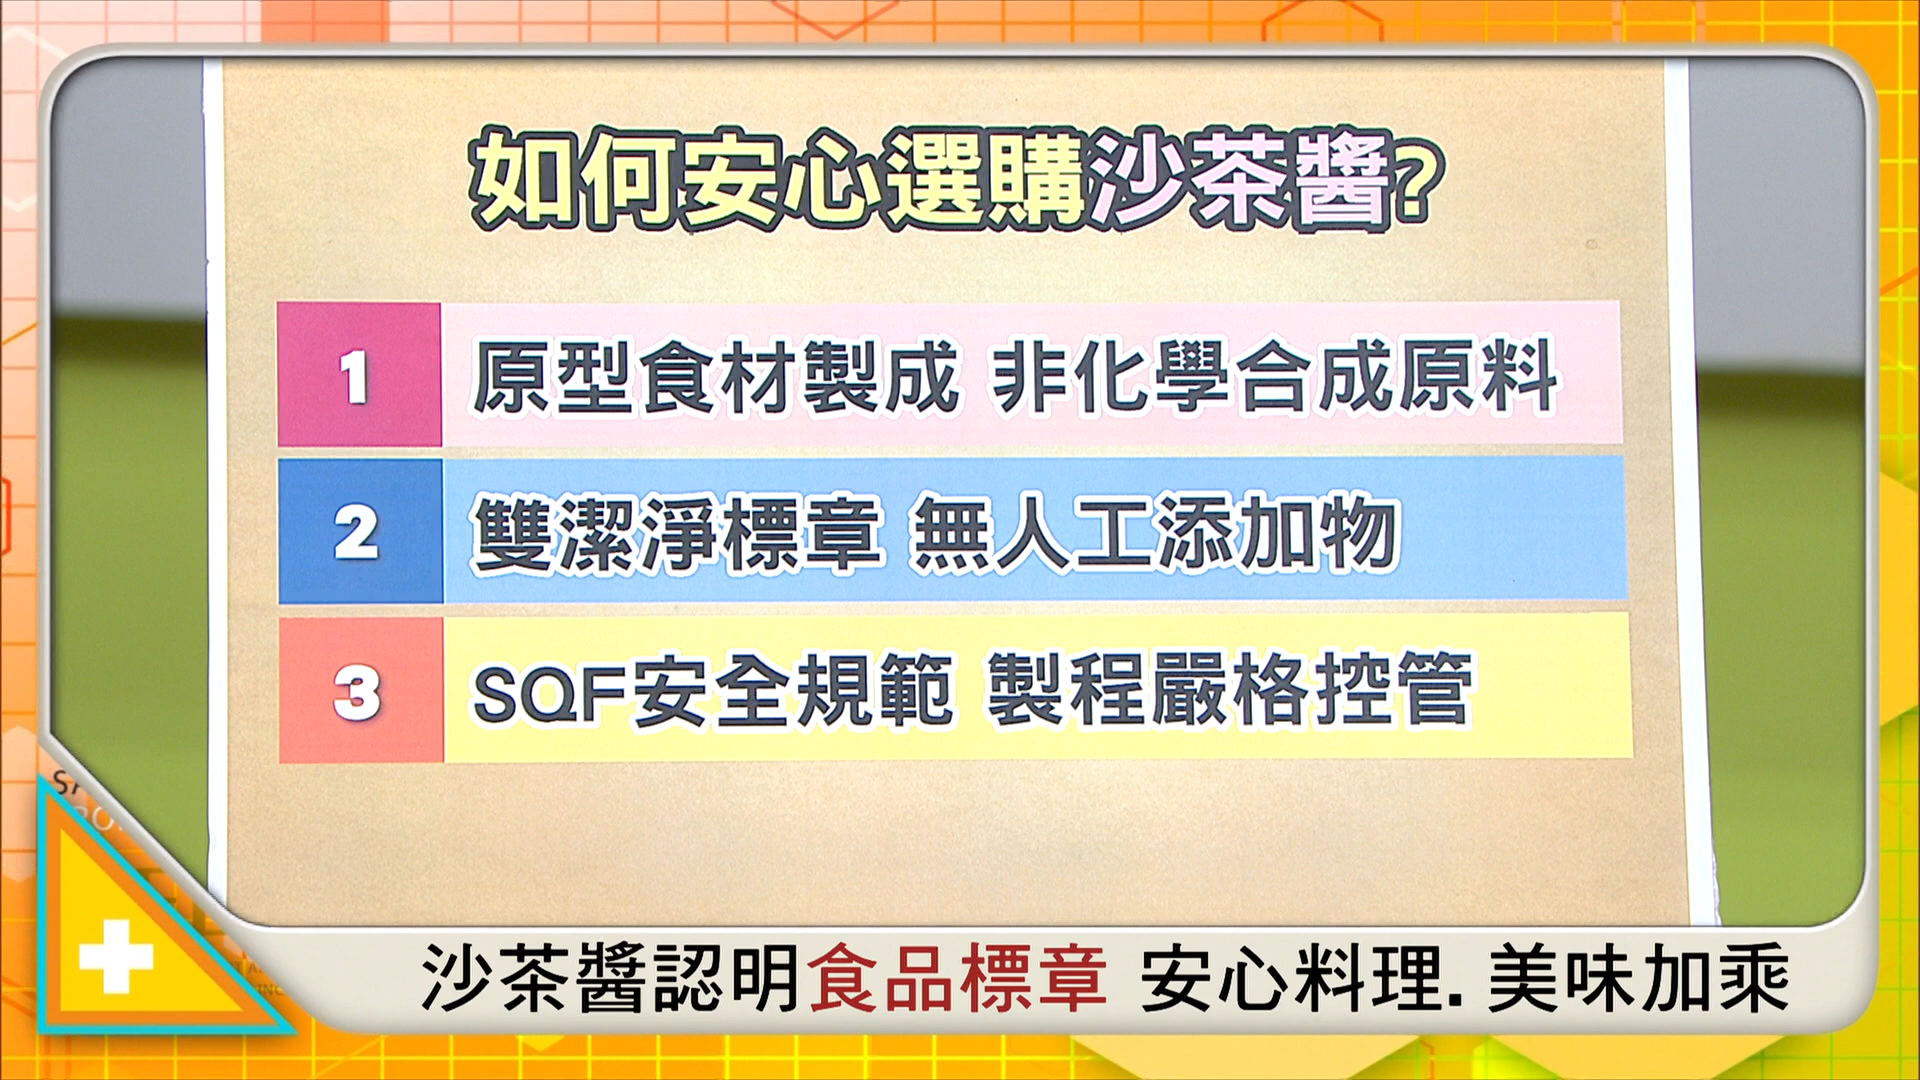 如何安心選購沙茶醬?
1 原型食材製成 非化學合成原料
2 雙潔淨標章 無人工添加物
3 SQF安全規範 製程嚴格控管
沙茶醬認明食品標章 安心料理. 美味加乘